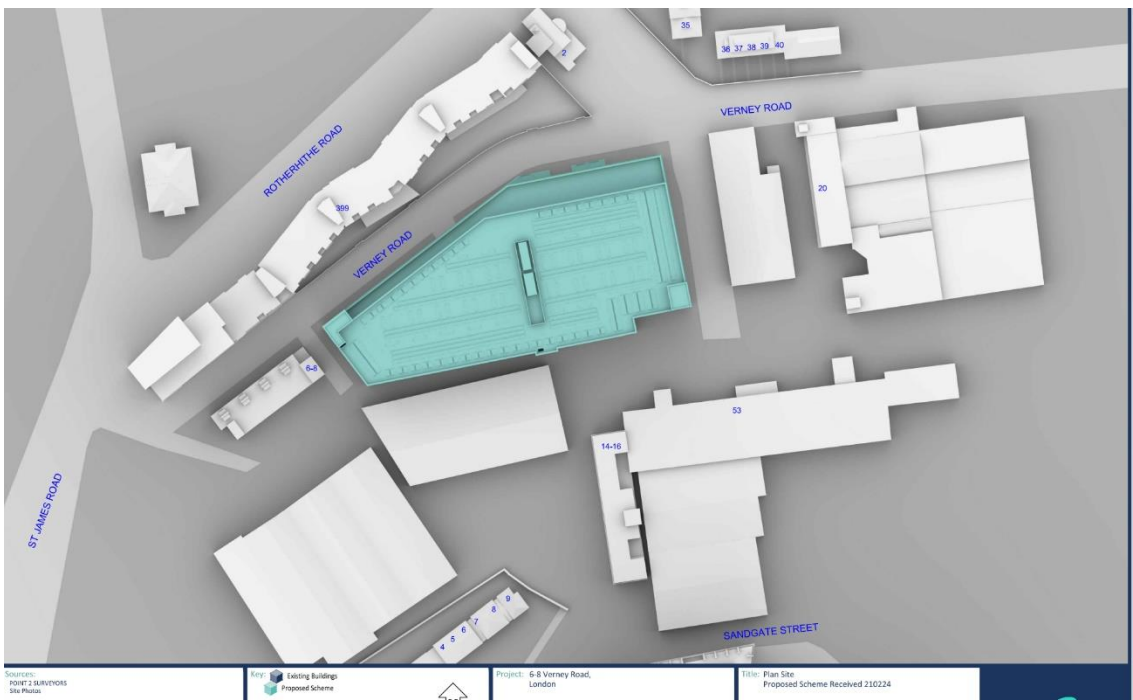 35
2
36 37 38 39 40
VERNEY ROAD
ROTHERHITHE ROAD
20
399
VERNEY ROAD
6-8
53
14-16
ST JAMES ROAD
9
8
7
6
5
4
SANDGATE STREET
Sources:
POINT 2 SURVEYORS
Site Photos
Key:
Existing Buildings
Proposed Scheme
Project: 6-8 Verney Road,
London
Title: Plan Site
Proposed Scheme Received 210224